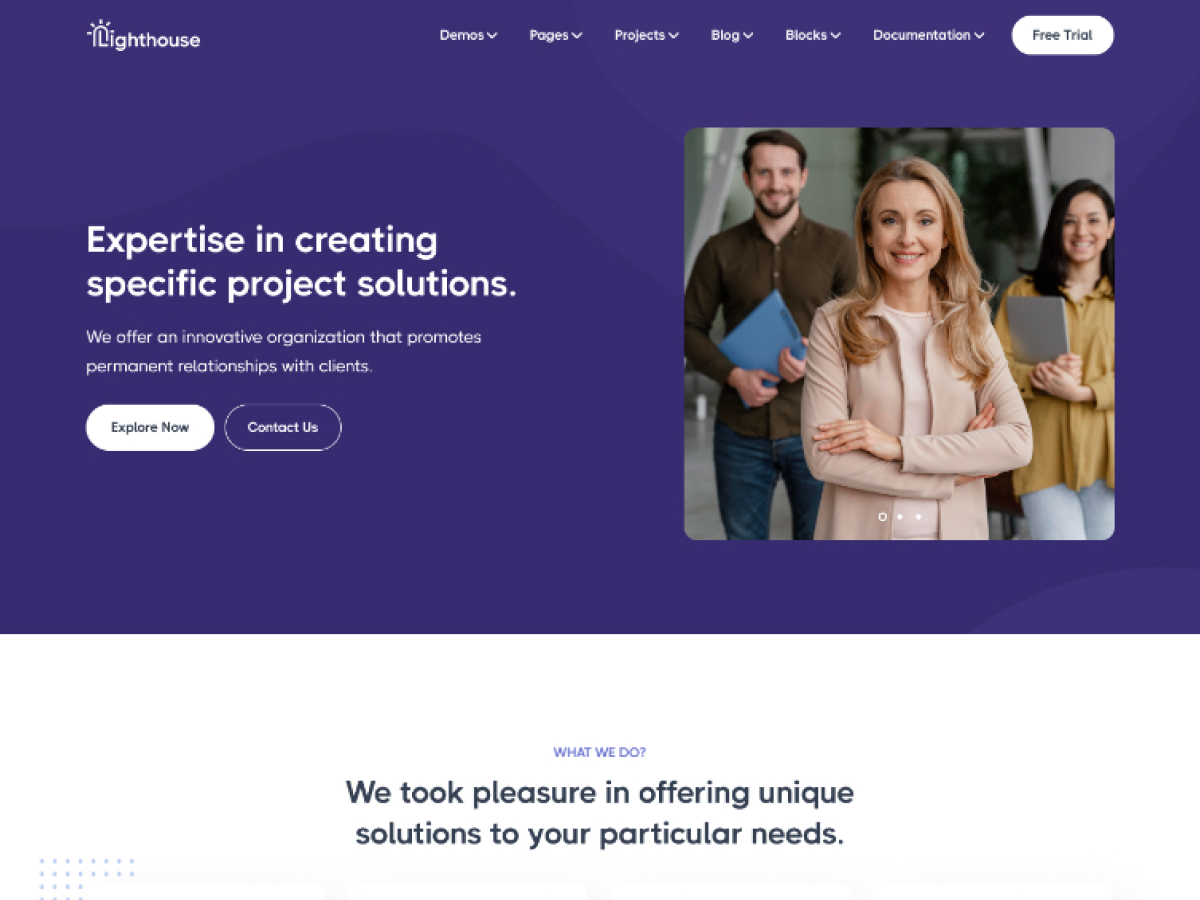 Lighthouse
Demos Pages Projects Blog Blocks Documentation Free Trial
Expertise in creating
specific project solutions.
We offer an innovative organization that promotes
permanent relationships with clients.
Explore Now Contact Us
WHAT WE DO?
We took pleasure in offering unique
solutions to your particular needs.